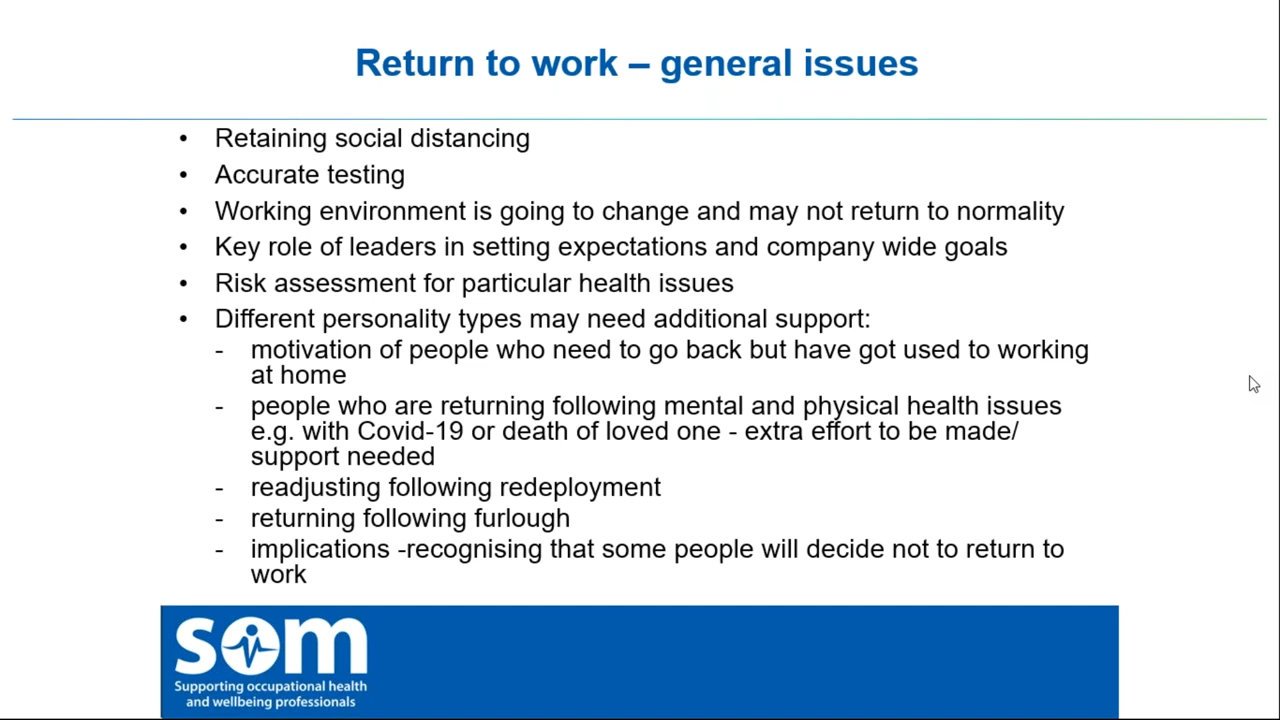 Return to work – general issues
• Retaining social distancing
• Accurate testing
• Working environment is going to change and may not return to normality
• Key role of leaders in setting expectations and company wide goals
• Risk assessment for particular health issues
• Different personality types may need additional support:
- motivation of people who need to go back but have got used to working
at home
- people who are returning following mental and physical health issues
e.g. with Covid-19 or death of loved one - extra effort to be made/
support needed
- readjusting following redeployment
- returning following furlough
- implications -recognising that some people will decide not to return to
work
som
Supporting occupational health
and wellbeing professionals